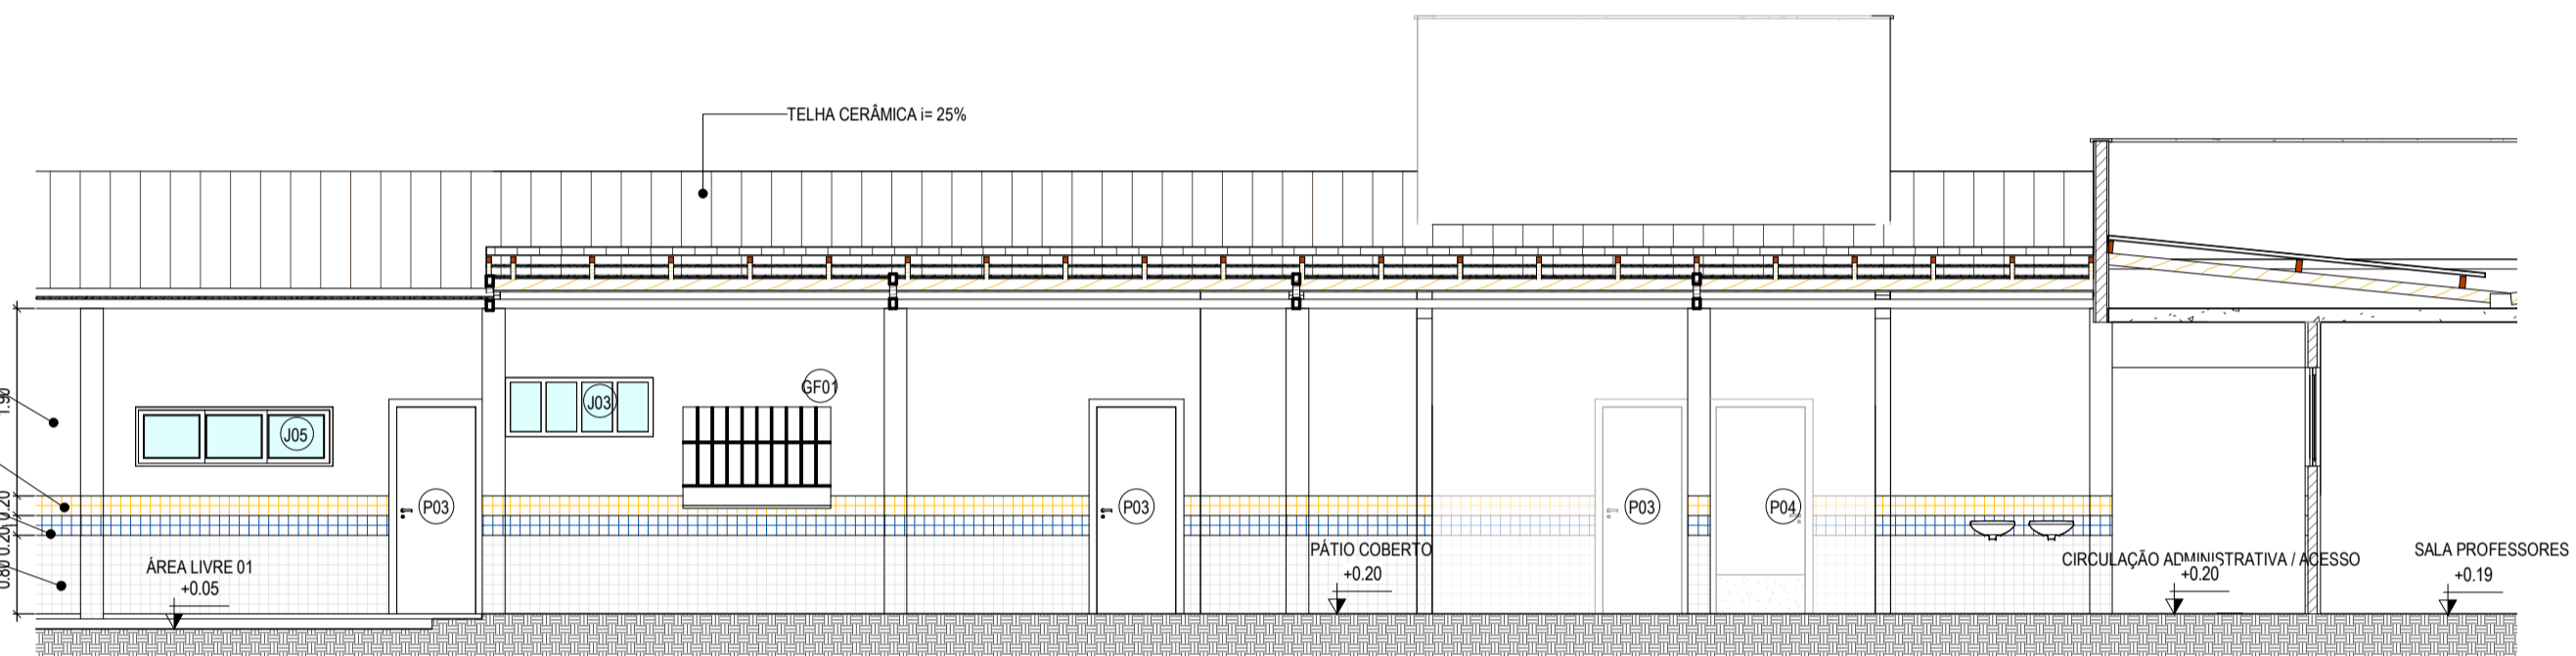 TELHA CERÂMICA i= 25%
GF01
J03
J05
P03
P03
P03
P04
1.90
0.20
0.20
0.80
ÁREA LIVRE 01
+0.05
PÁTIO COBERTO
+0.20
CIRCULAÇÃO ADMINISTRATIVA / ACESSO
+0.20
SALA PROFESSORES
+0.19